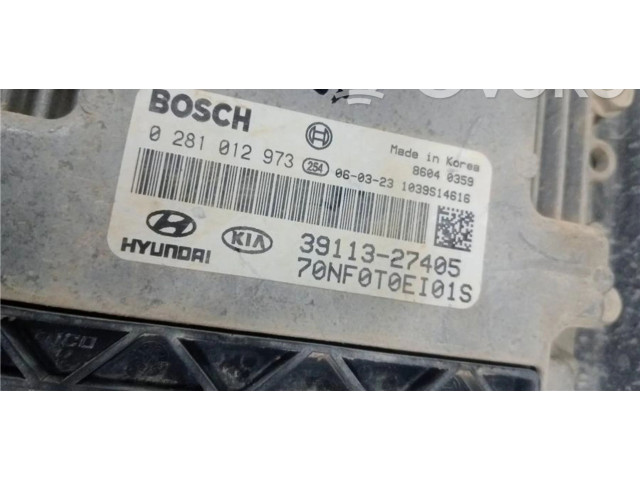 BOSCH
0 281 012 973 254 06-03-23 1039S14616
Made in Korea
8604 0359
HYUNDAI KIA 39113-27405
70NF0T0EI01S